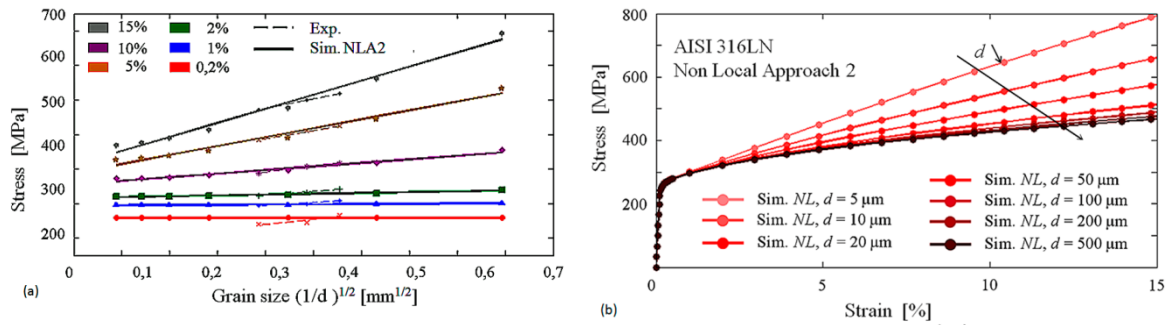 15%
2%
Exp.
10%
1%
Sim. NLA2
5%
0,2%
700
600
500
400
300
200
Stress [MPa]
0
0,1
0,2
0,3
0,4
0,5
0,6
0,7
Grain size (1/d )1/2 [mm1/2]
(a)
800
600
400
200
Stress [MPa]
AISI 316LN
Non Local Approach 2
d
Sim. NL, d = 5 µm
Sim. NL, d = 10 µm
Sim. NL, d = 20 µm
Sim. NL, d = 50 µm
Sim. NL, d = 100 µm
Sim. NL, d = 200 µm
Sim. NL, d = 500 µm
0
5
10
15
Strain [%]
(b)